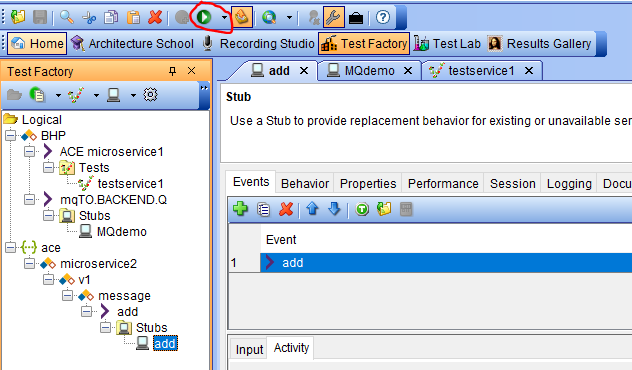 Home Architecture School Recording Studio Test Factory Test Lab Results Gallery
Test Factory
Logical
BHP
ACE microservice1
Tests
testservice1
mqTO.BACKEND.Q
Stubs
MQdemo
ace
microservice2
v1
message
add
Stubs
add
add MQdemo testservice1
Stub
Use a Stub to provide replacement behavior for existing or unavailable ser
Events Behavior Properties Performance Session Logging Docu
Event
1 add
Input Activity